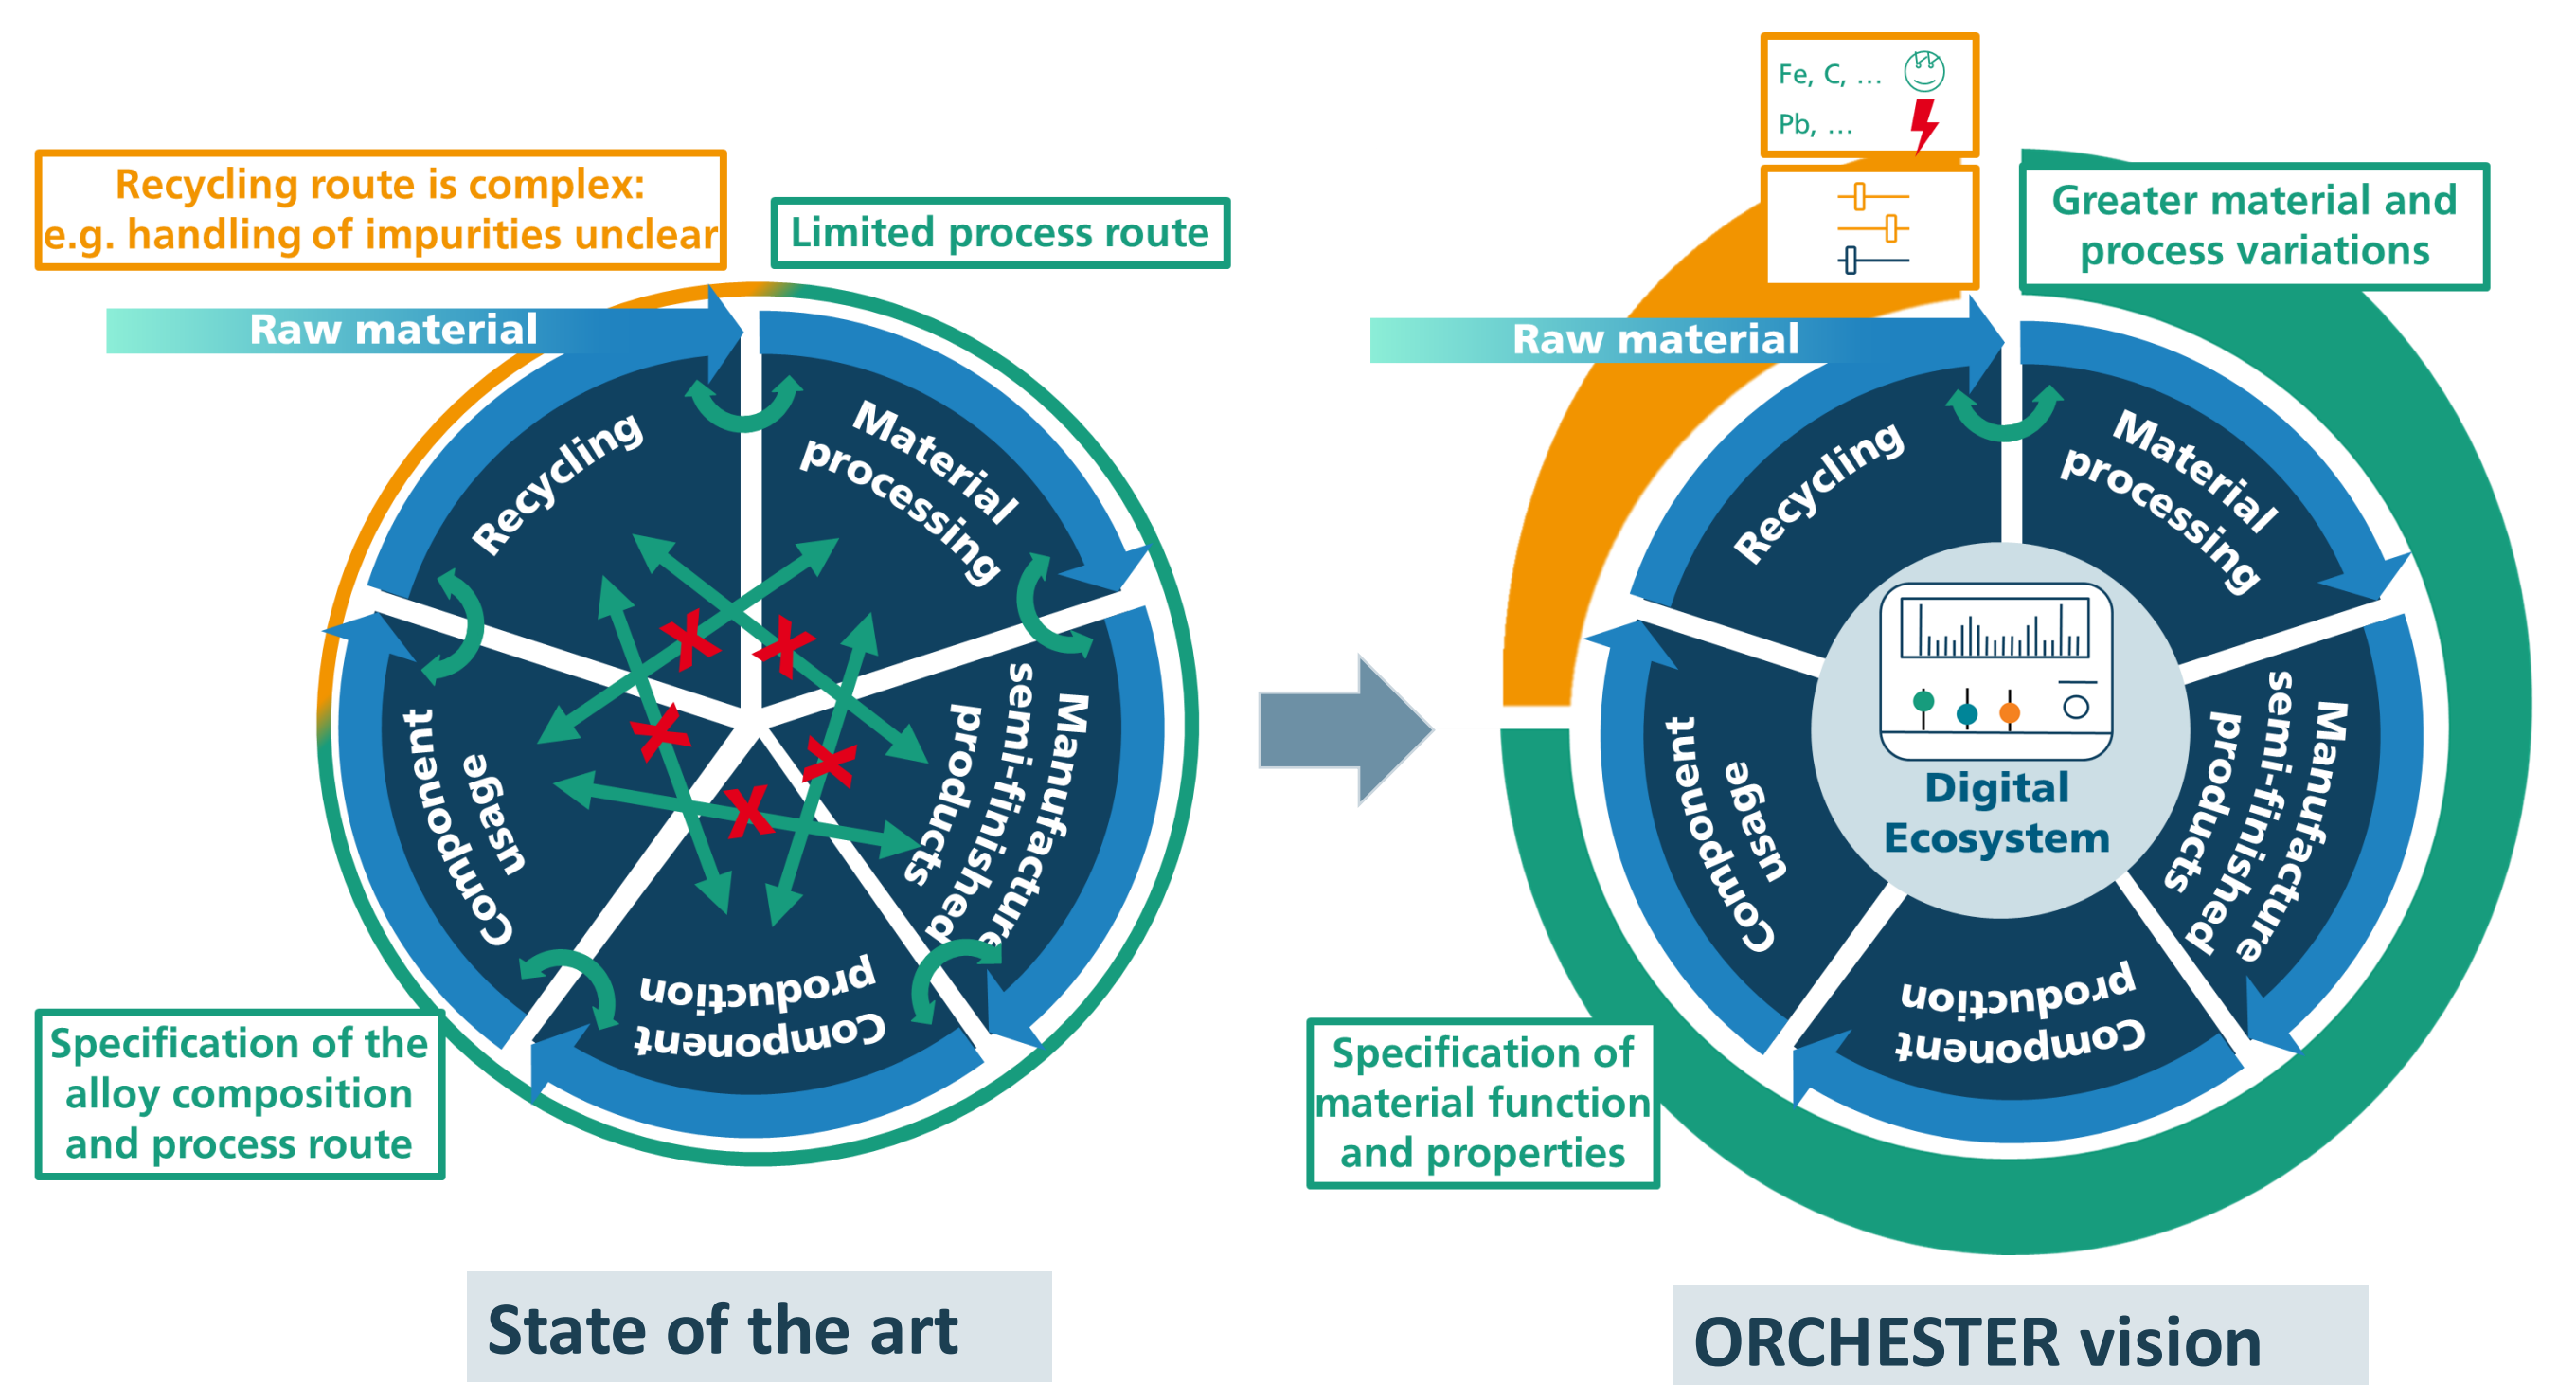 Recycling route is complex:
e.g. handling of impurities unclear
Limited process route
Raw material
Recycling
Material
processing
Manufacture
semi-finished
products
Component
production
Component
usage
Specification of the
alloy composition
and process route
State of the art
Fe, C, ...
Pb, ...
Greater material and
process variations
Raw material
Recycling
Material
processing
Manufacture
semi-finished
products
Component
production
Component
usage
Digital
Ecosystem
Specification of
material function
and properties
ORCHESTER vision